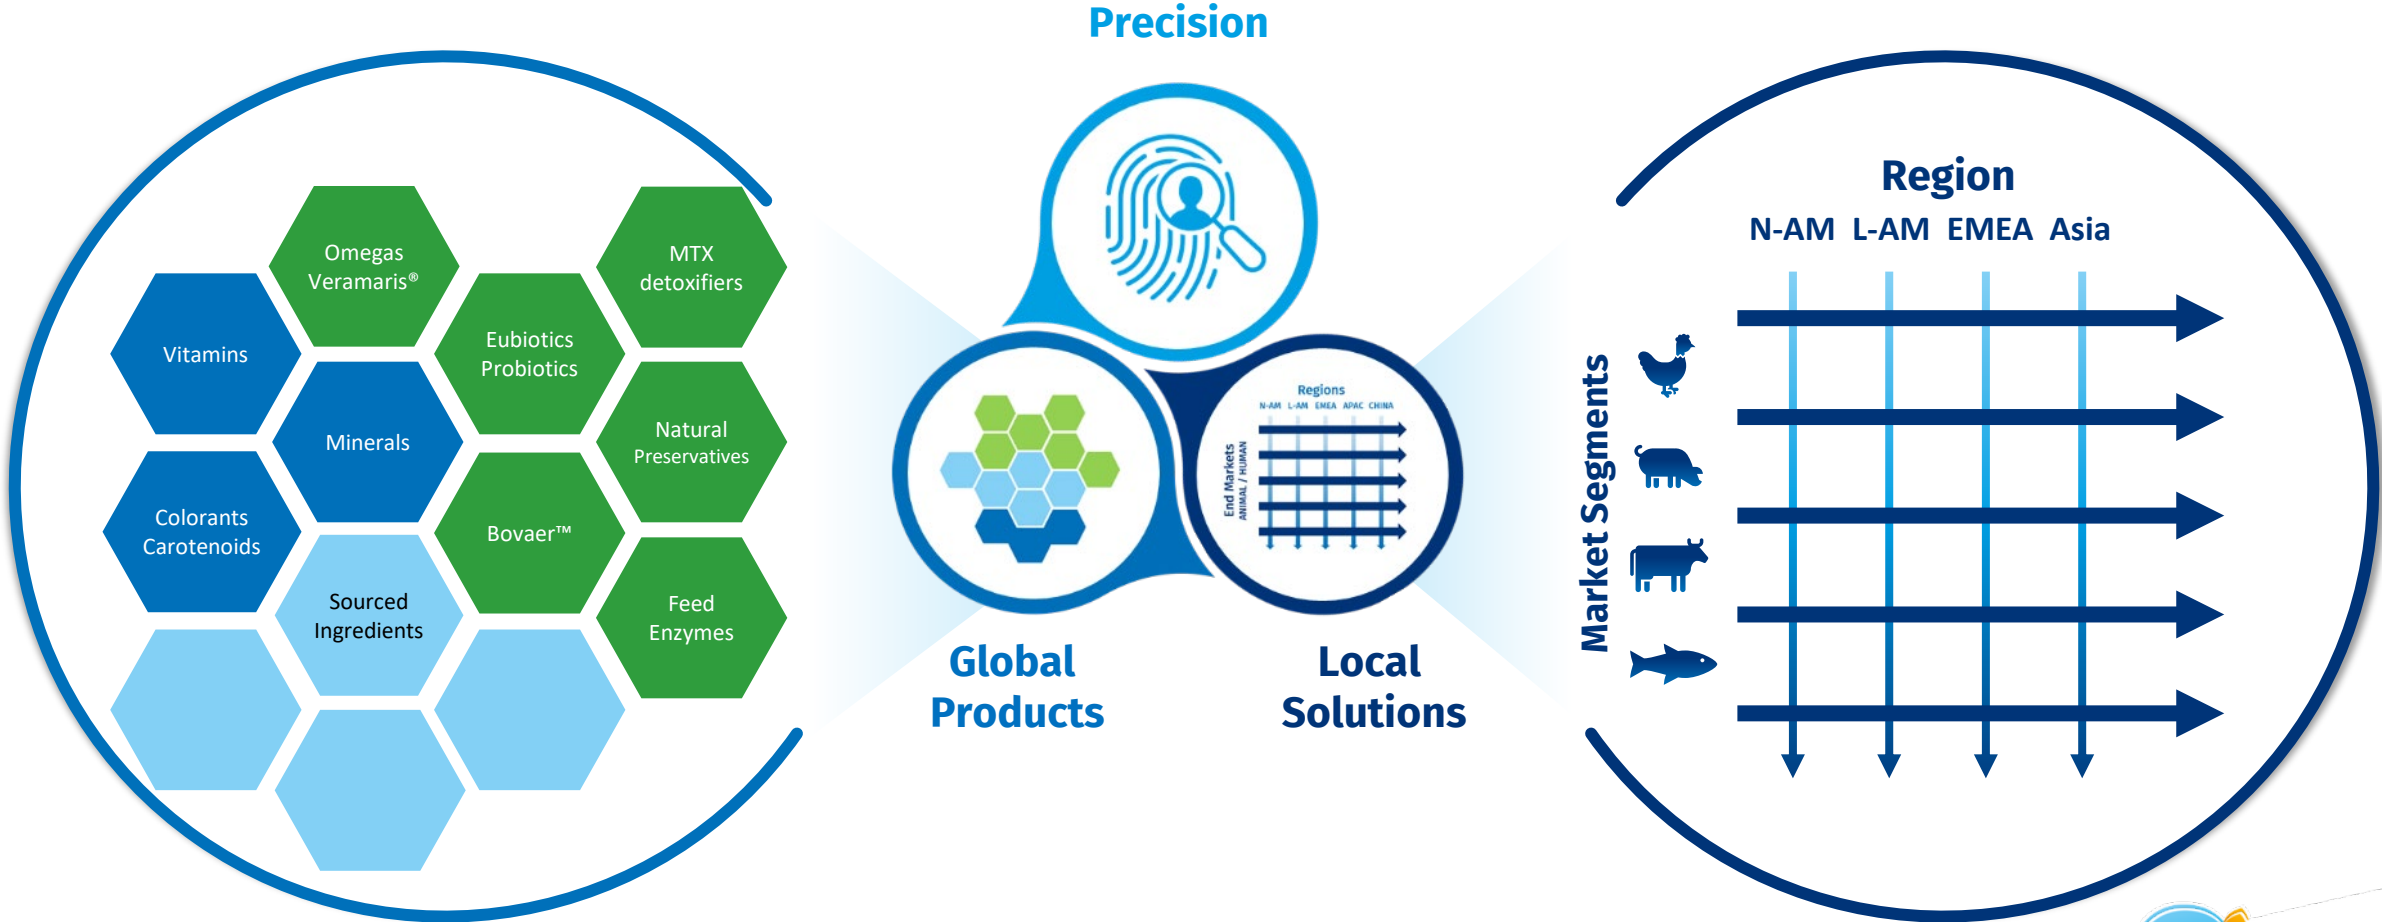 Precision
Omegas
Veramaris®
MTX
detoxifiers
Vitamins
Eubiotics
Probiotics
Minerals
Natural
Preservatives
Colorants
Carotenoids
Bovaer™
Sourced
Ingredients
Feed
Enzymes
Regions
N-AM L-AM EMEA APAC CHINA
End Markets
ANIMAL / HUMAN
Global
Products
Local
Solutions
Region
N-AM L-AM EMEA Asia
Market Segments